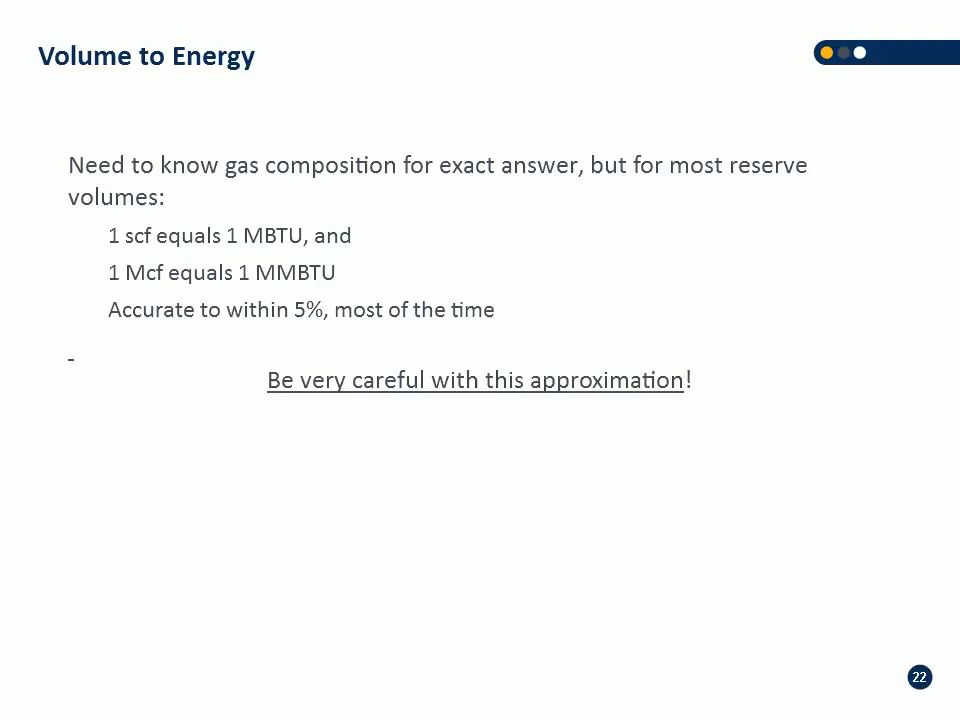 Volume to Energy
Need to know gas composition for exact answer, but for most reserve
volumes:
1 scf equals 1 MBTU, and
1 Mcf equals 1 MMBTU
Accurate to within 5%, most of the time
Be very careful with this approximation!
22